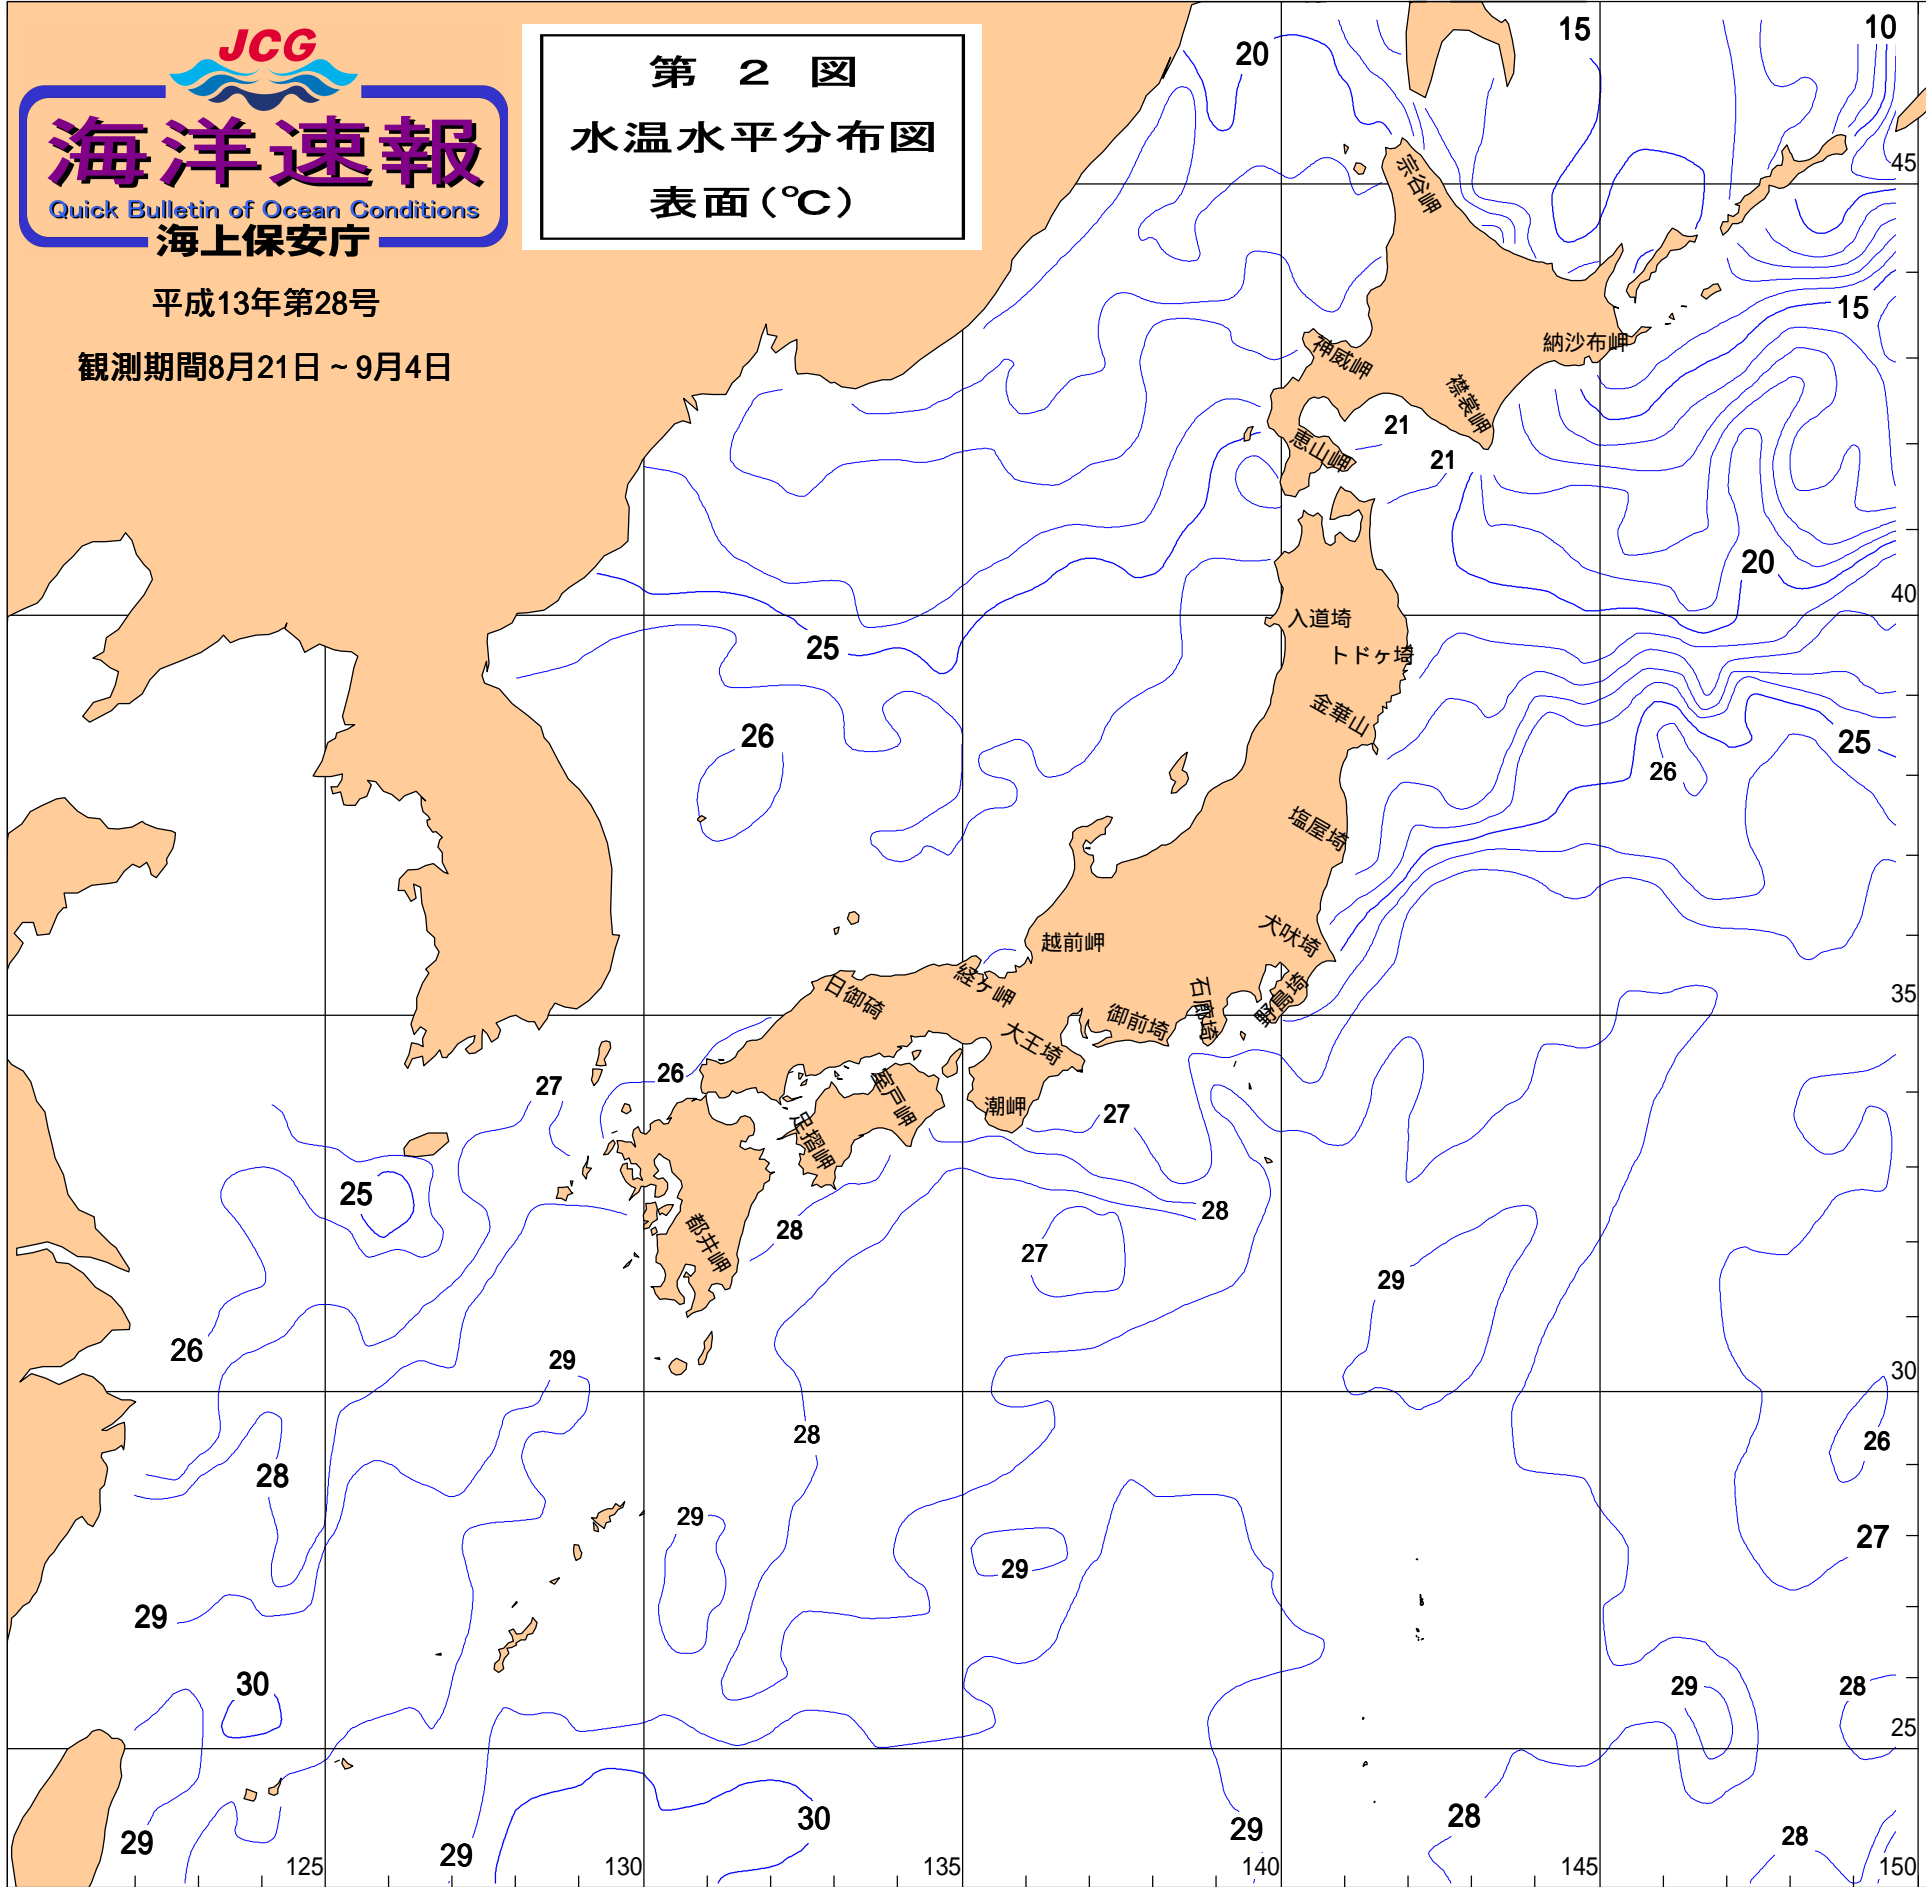 JCG
海洋速報
Quick Bulletin of Ocean Conditions
海上保安庁
平成13年第28号
観測期間8月21日~9月4日
第 2 図
水温水平分布図
表面(℃)
15
10
20
宗谷岬
45
15
神威岬
納沙布岬
襟裳岬
21
恵山岬
21
20
40
入道埼
25
トドヶ埼
金華山
26
25
26
塩屋埼
犬吠埼
越前岬
経ヶ岬
日御碕
石廊埼
野島埼
御前埼
大王埼
35
26
27
室戸岬
潮岬
27
足摺岬
25
28
28
都井岬
27
29
26
29
30
28
26
28
29
27
29
29
30
29
28
25
30
28
29
29
29
28
125
130
135
140
145
150